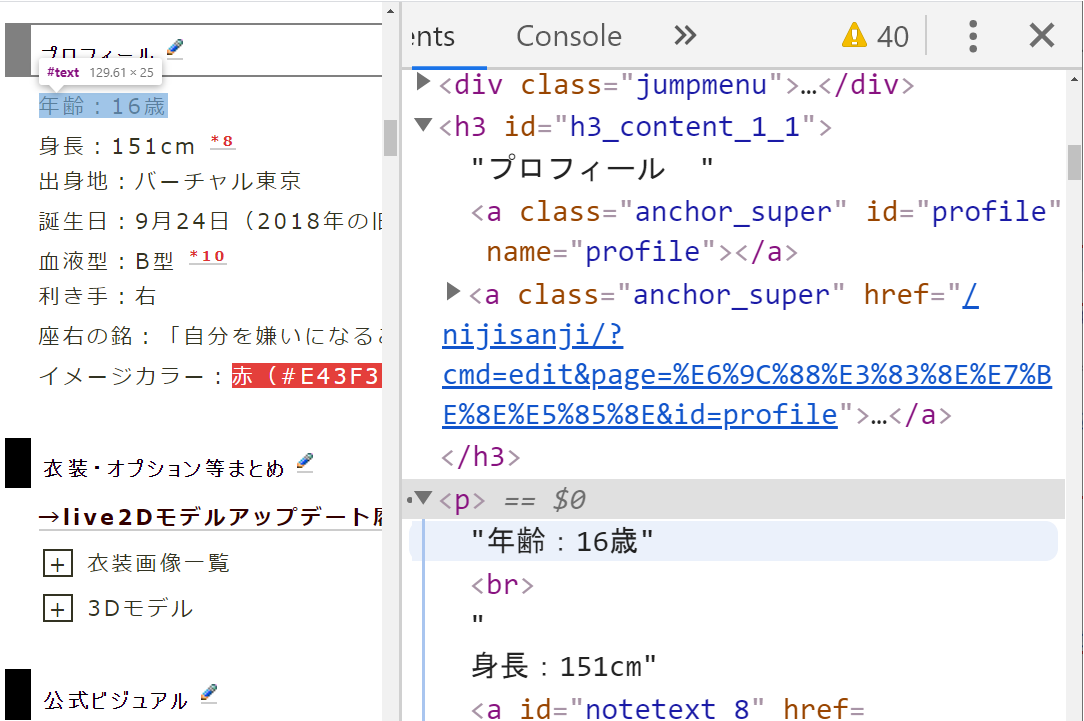 プロフィール
#text 129.61 × 25
年齢：16歳
身長：151cm *8
出身地：バーチャル東京
誕生日：9月24日（2018年の旧
血液型：B型 *10
利き手：右
座右の銘：「自分を嫌いになる
イメージカラー：赤（#E43F3
衣装・オプション等まとめ
→live2Dモデルアップデート履
+ 衣装画像一覧
+ 3Dモデル
公式ビジュアル
ents Console » 40
<div class="jumpmenu">…</div>
<h3 id="h3_content_1_1">
"プロフィール "
<a class="anchor_super" id="profile"
name="profile"></a>
<a class="anchor_super" href="/
nijisanji/?
cmd=edit&page=%E6%9C%88%E3%83%8E%E7%B
E%8E%E5%85%8E&id=profile">…</a>
</h3>
<p> == $0
"年齢：16歳"
<br>
"
身長：151cm"
<a id="notetext_8" href=